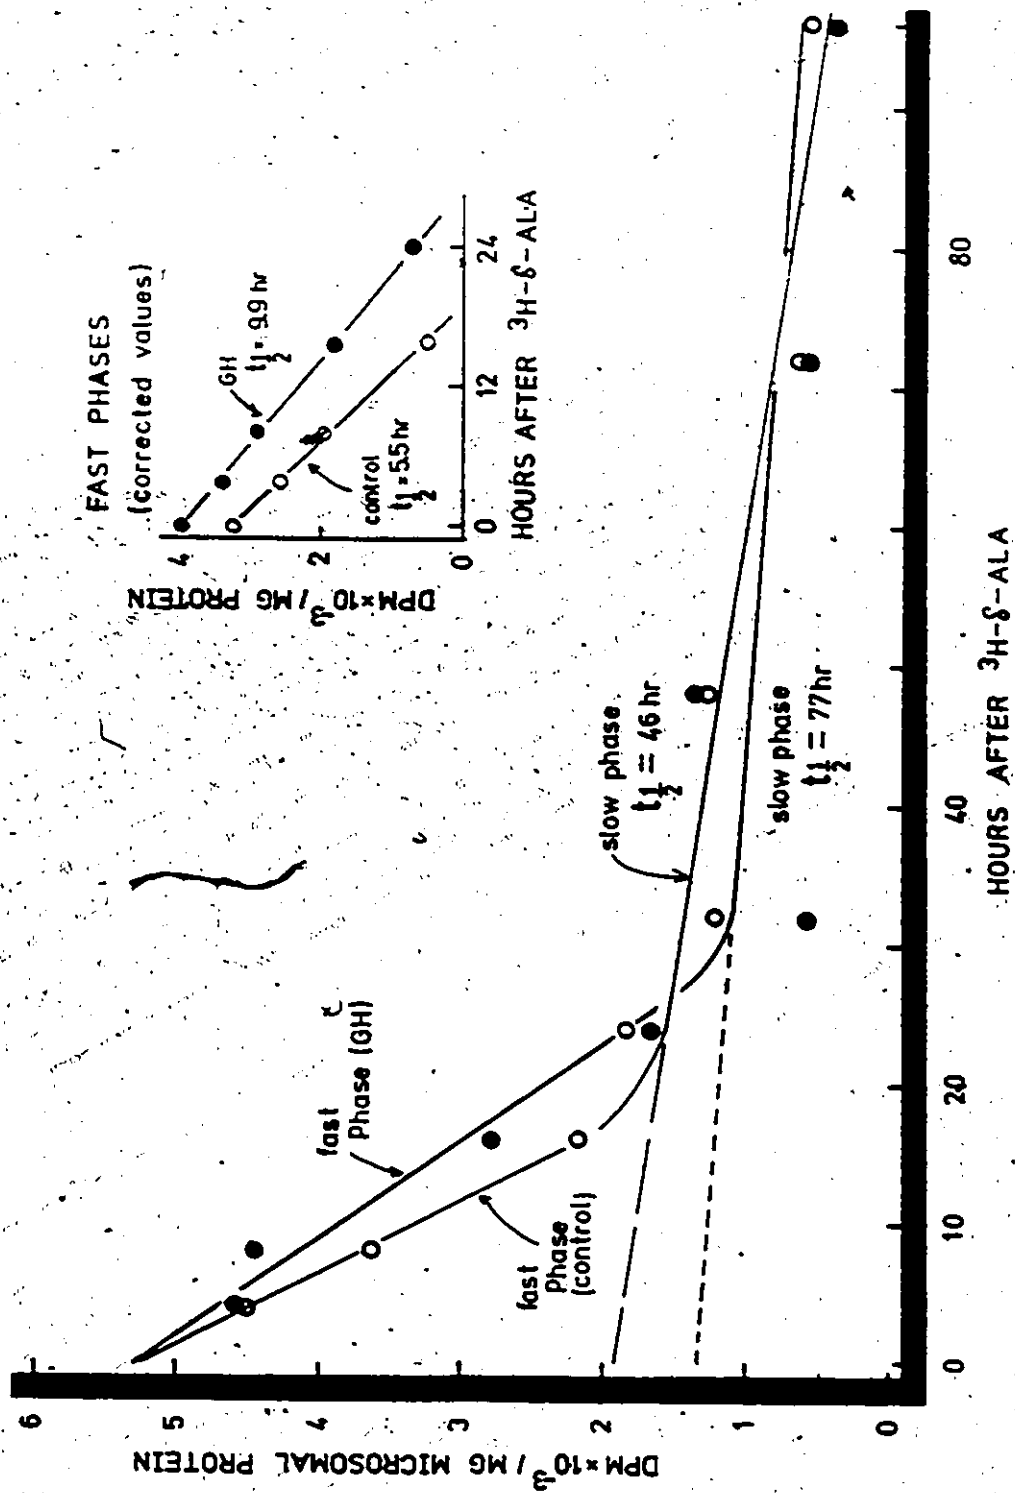 FAST PHASES
(corrected values)
GH
t½ = 9.9 hr
control
t½ = 5.5 hr
4
2
0
DPM×10⁻³ / MG PROTEIN
0
12
24
HOURS AFTER ³H-δ-ALA
6
5
4
3
2
1
0
DPM×10⁻³ / MG MICROSOMAL PROTEIN
fast
Phase (GH)
fast
Phase
(control)
slow phase
t½ = 46 hr
slow phase
t½ = 77 hr
0
10
20
40
80
HOURS AFTER ³H-δ-ALA